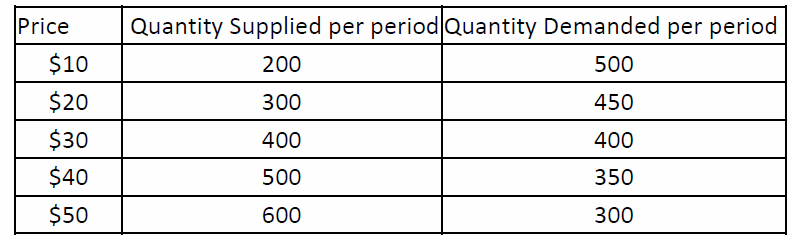 Price Quantity Supplied per period Quantity Demanded per period
$10 200 500
$20 300 450
$30 400 400
$40 500 350
$50 600 300